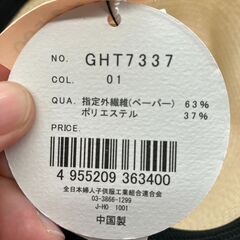 NO. GHT7337
COL. 01
QUA. 指定外繊維(ペーパー) 63%
ポリエステル 37%
PRICE.
4 955209 363400
全日本婦人子供服工業組合連合会
03-3866-1299
J-HO 1001
中国製